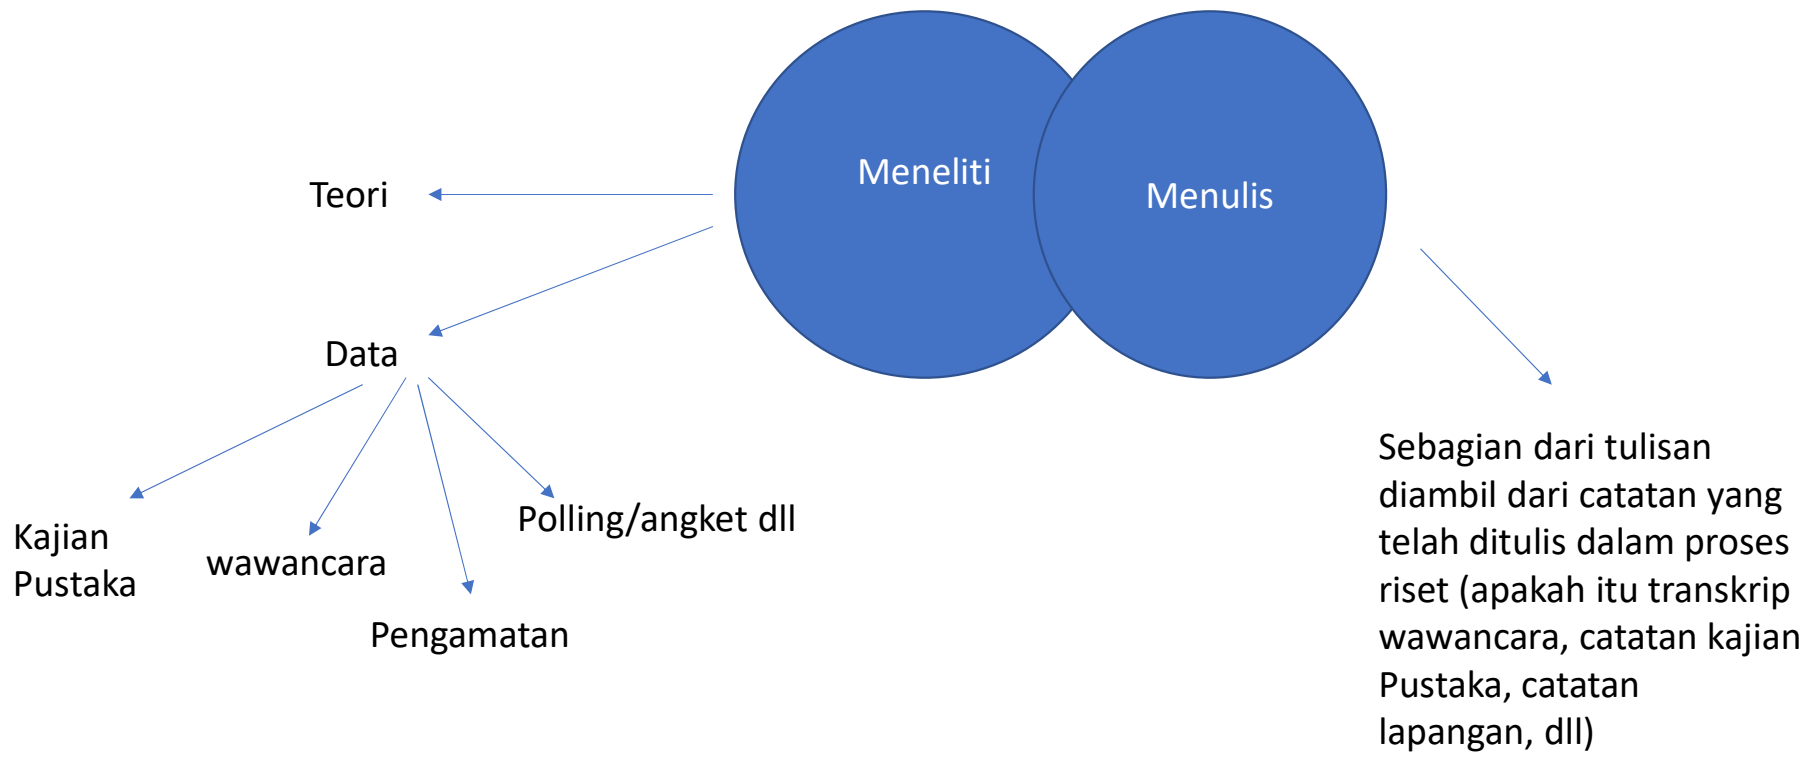 Meneliti
Menulis
Teori
Data
Kajian
Pustaka
wawancara
Pengamatan
Polling/angket dll
Sebagian dari tulisan
diambil dari catatan yang
telah ditulis dalam proses
riset (apakah itu transkrip
wawancara, catatan kajian
Pustaka, catatan
lapangan, dll)